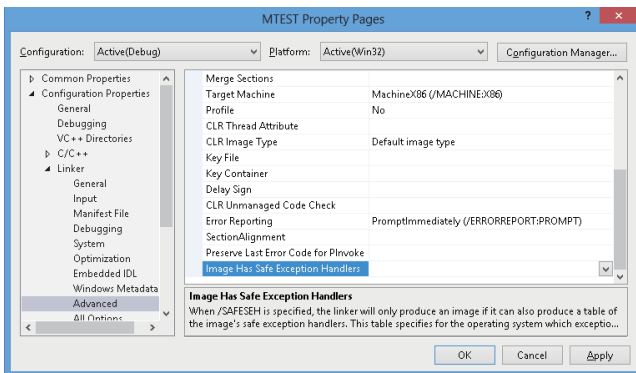 MTEST Property Pages
Configuration: Active(Debug) Platform: Active(Win32) Configuration Manager...
Common Properties
Configuration Properties
General
Debugging
VC++ Directories
C/C++
Linker
General
Input
Manifest File
Debugging
System
Optimization
Embedded IDL
Windows Metadata
Advanced
All Options
Merge Sections
Target Machine MachineX86 (/MACHINE:X86)
Profile No
CLR Thread Attribute
CLR Image Type Default image type
Key File
Key Container
Delay Sign
CLR Unmanaged Code Check
Error Reporting PromptImmediately (/ERRORREPORT:PROMPT)
SectionAlignment
Preserve Last Error Code for PInvoke
Image Has Safe Exception Handlers
Image Has Safe Exception Handlers
When /SAFESEH is specified, the linker will only produce an image if it can also produce a table of
the image's safe exception handlers. This table specifies for the operating system which exceptio...
OK Cancel Apply